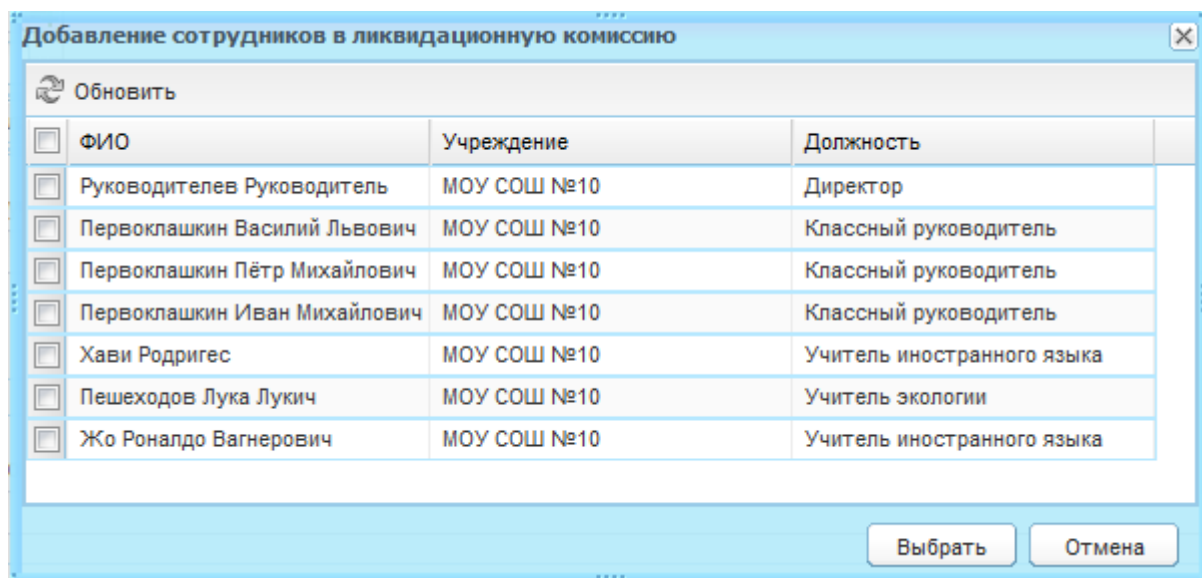 Добавление сотрудников в ликвидационную комиссию
Обновить
ФИО Учреждение Должность
Руководителев Руководитель МОУ СОШ №10 Директор
Первоклашкин Василий Львович МОУ СОШ №10 Классный руководитель
Первоклашкин Пётр Михайлович МОУ СОШ №10 Классный руководитель
Первоклашкин Иван Михайлович МОУ СОШ №10 Классный руководитель
Хави Родригес МОУ СОШ №10 Учитель иностранного языка
Пешеходов Лука Лукич МОУ СОШ №10 Учитель экологии
Жо Роналдо Вагнерович МОУ СОШ №10 Учитель иностранного языка
Выбрать Отмена